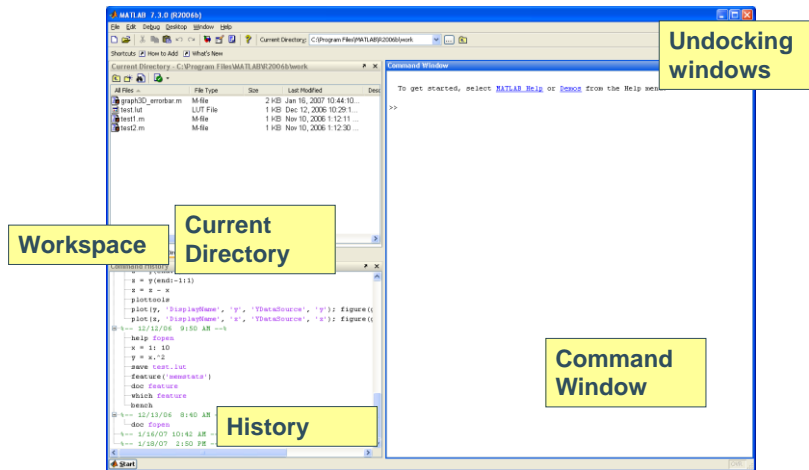 MATLAB 7.3.0 (R2006b)
File Edit Debug Desktop Window Help
Current Directory: C:\Program Files\MATLAB\R2006b\work
Shortcuts How to Add What's New
Undocking
windows
Current Directory - C:\Program Files\MATLAB\R2006b\work
All Files File Type Size Last Modified Desc
graph3D_errorbar.m M-file 2 KB Jan 16, 2007 10:44:10...
test.lut LUT File 1 KB Dec 12, 2006 10:29:1...
test1.m M-file 1 KB Nov 10, 2006 1:12:11 ...
test2.m M-file 1 KB Nov 10, 2006 1:12:30 ...
Command Window
To get started, select MATLAB Help or Demos from the Help menu.
>>
Workspace
Current
Directory
Command History
z = y(end:-1:1)
z = z - x
plottools
plot(y, 'DisplayName', 'y', 'YDataSource', 'y'); figure(g
plot(z, 'DisplayName', 'z', 'YDataSource', 'z'); figure(g
%-- 12/12/06 9:50 AM --%
help fopen
x = 1: 10
y = x.^2
save test.lut
feature('memstats')
doc feature
which feature
bench
%-- 12/13/06 8:40 AM
doc fopen
%-- 1/16/07 10:42 AM
%-- 1/18/07 2:50 PM
History
Command
Window
Start